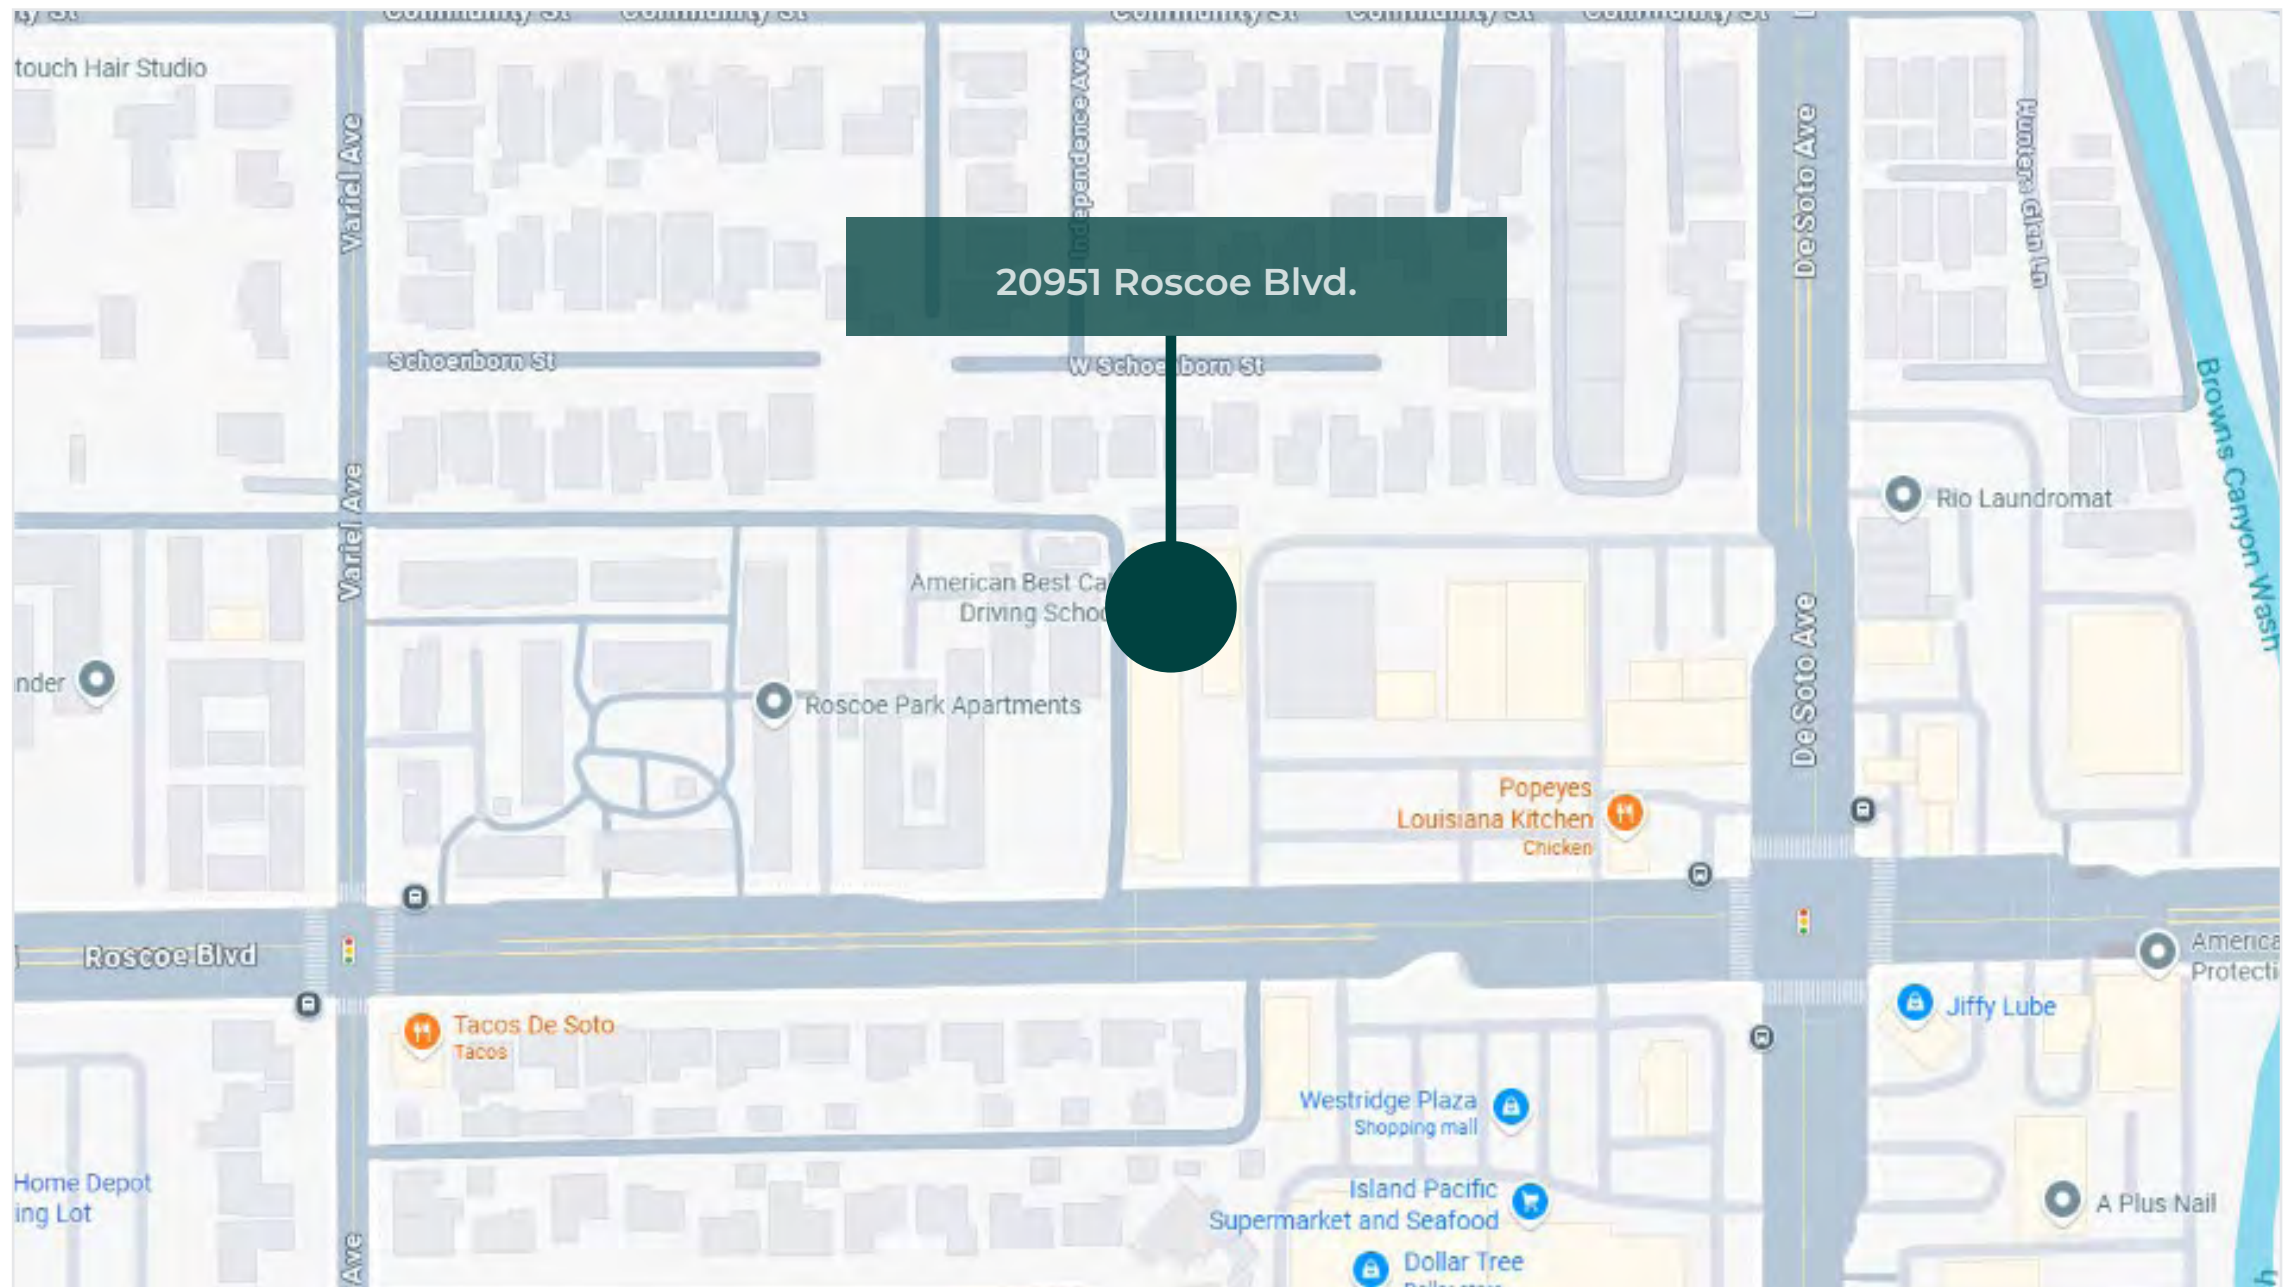 Community St
Community St
Community St
Community St
Community St
touch Hair Studio
Variel Ave
Independence Ave
De Soto Ave
Hunters Glen Ln
20951 Roscoe Blvd.
Schoenborn St
W Schoenborn St
Browns Canyon Wash
Variel Ave
Rio Laundromat
American Best Ca
Driving Schoo
De Soto Ave
nder
Roscoe Park Apartments
Popeyes
Louisiana Kitchen
Chicken
Roscoe Blvd
America
Protecti
Jiffy Lube
Tacos De Soto
Tacos
Westridge Plaza
Shopping mall
Home Depot
ing Lot
Island Pacific
Supermarket and Seafood
A Plus Nail
Ave
Dollar Tree